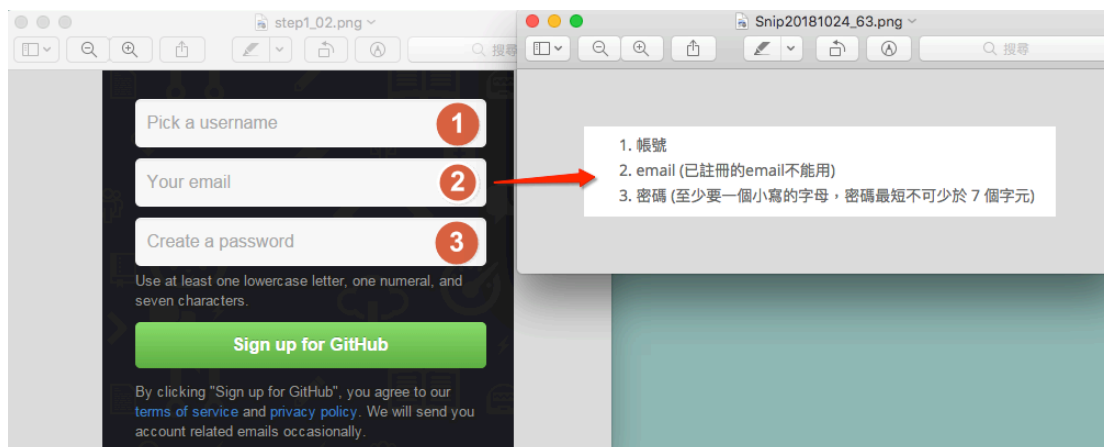 step1_02.png
搜尋
Pick a username
1
Your email
2
Create a password
3
Use at least one lowercase letter, one numeral, and
seven characters.
Sign up for GitHub
By clicking "Sign up for GitHub", you agree to our
terms of service and privacy policy. We will send you
account related emails occasionally.
Snip20181024_63.png
搜尋
1. 帳號
2. email (已註冊的email不能用)
3. 密碼 (至少要一個小寫的字母，密碼最短不可少於 7 個字元)